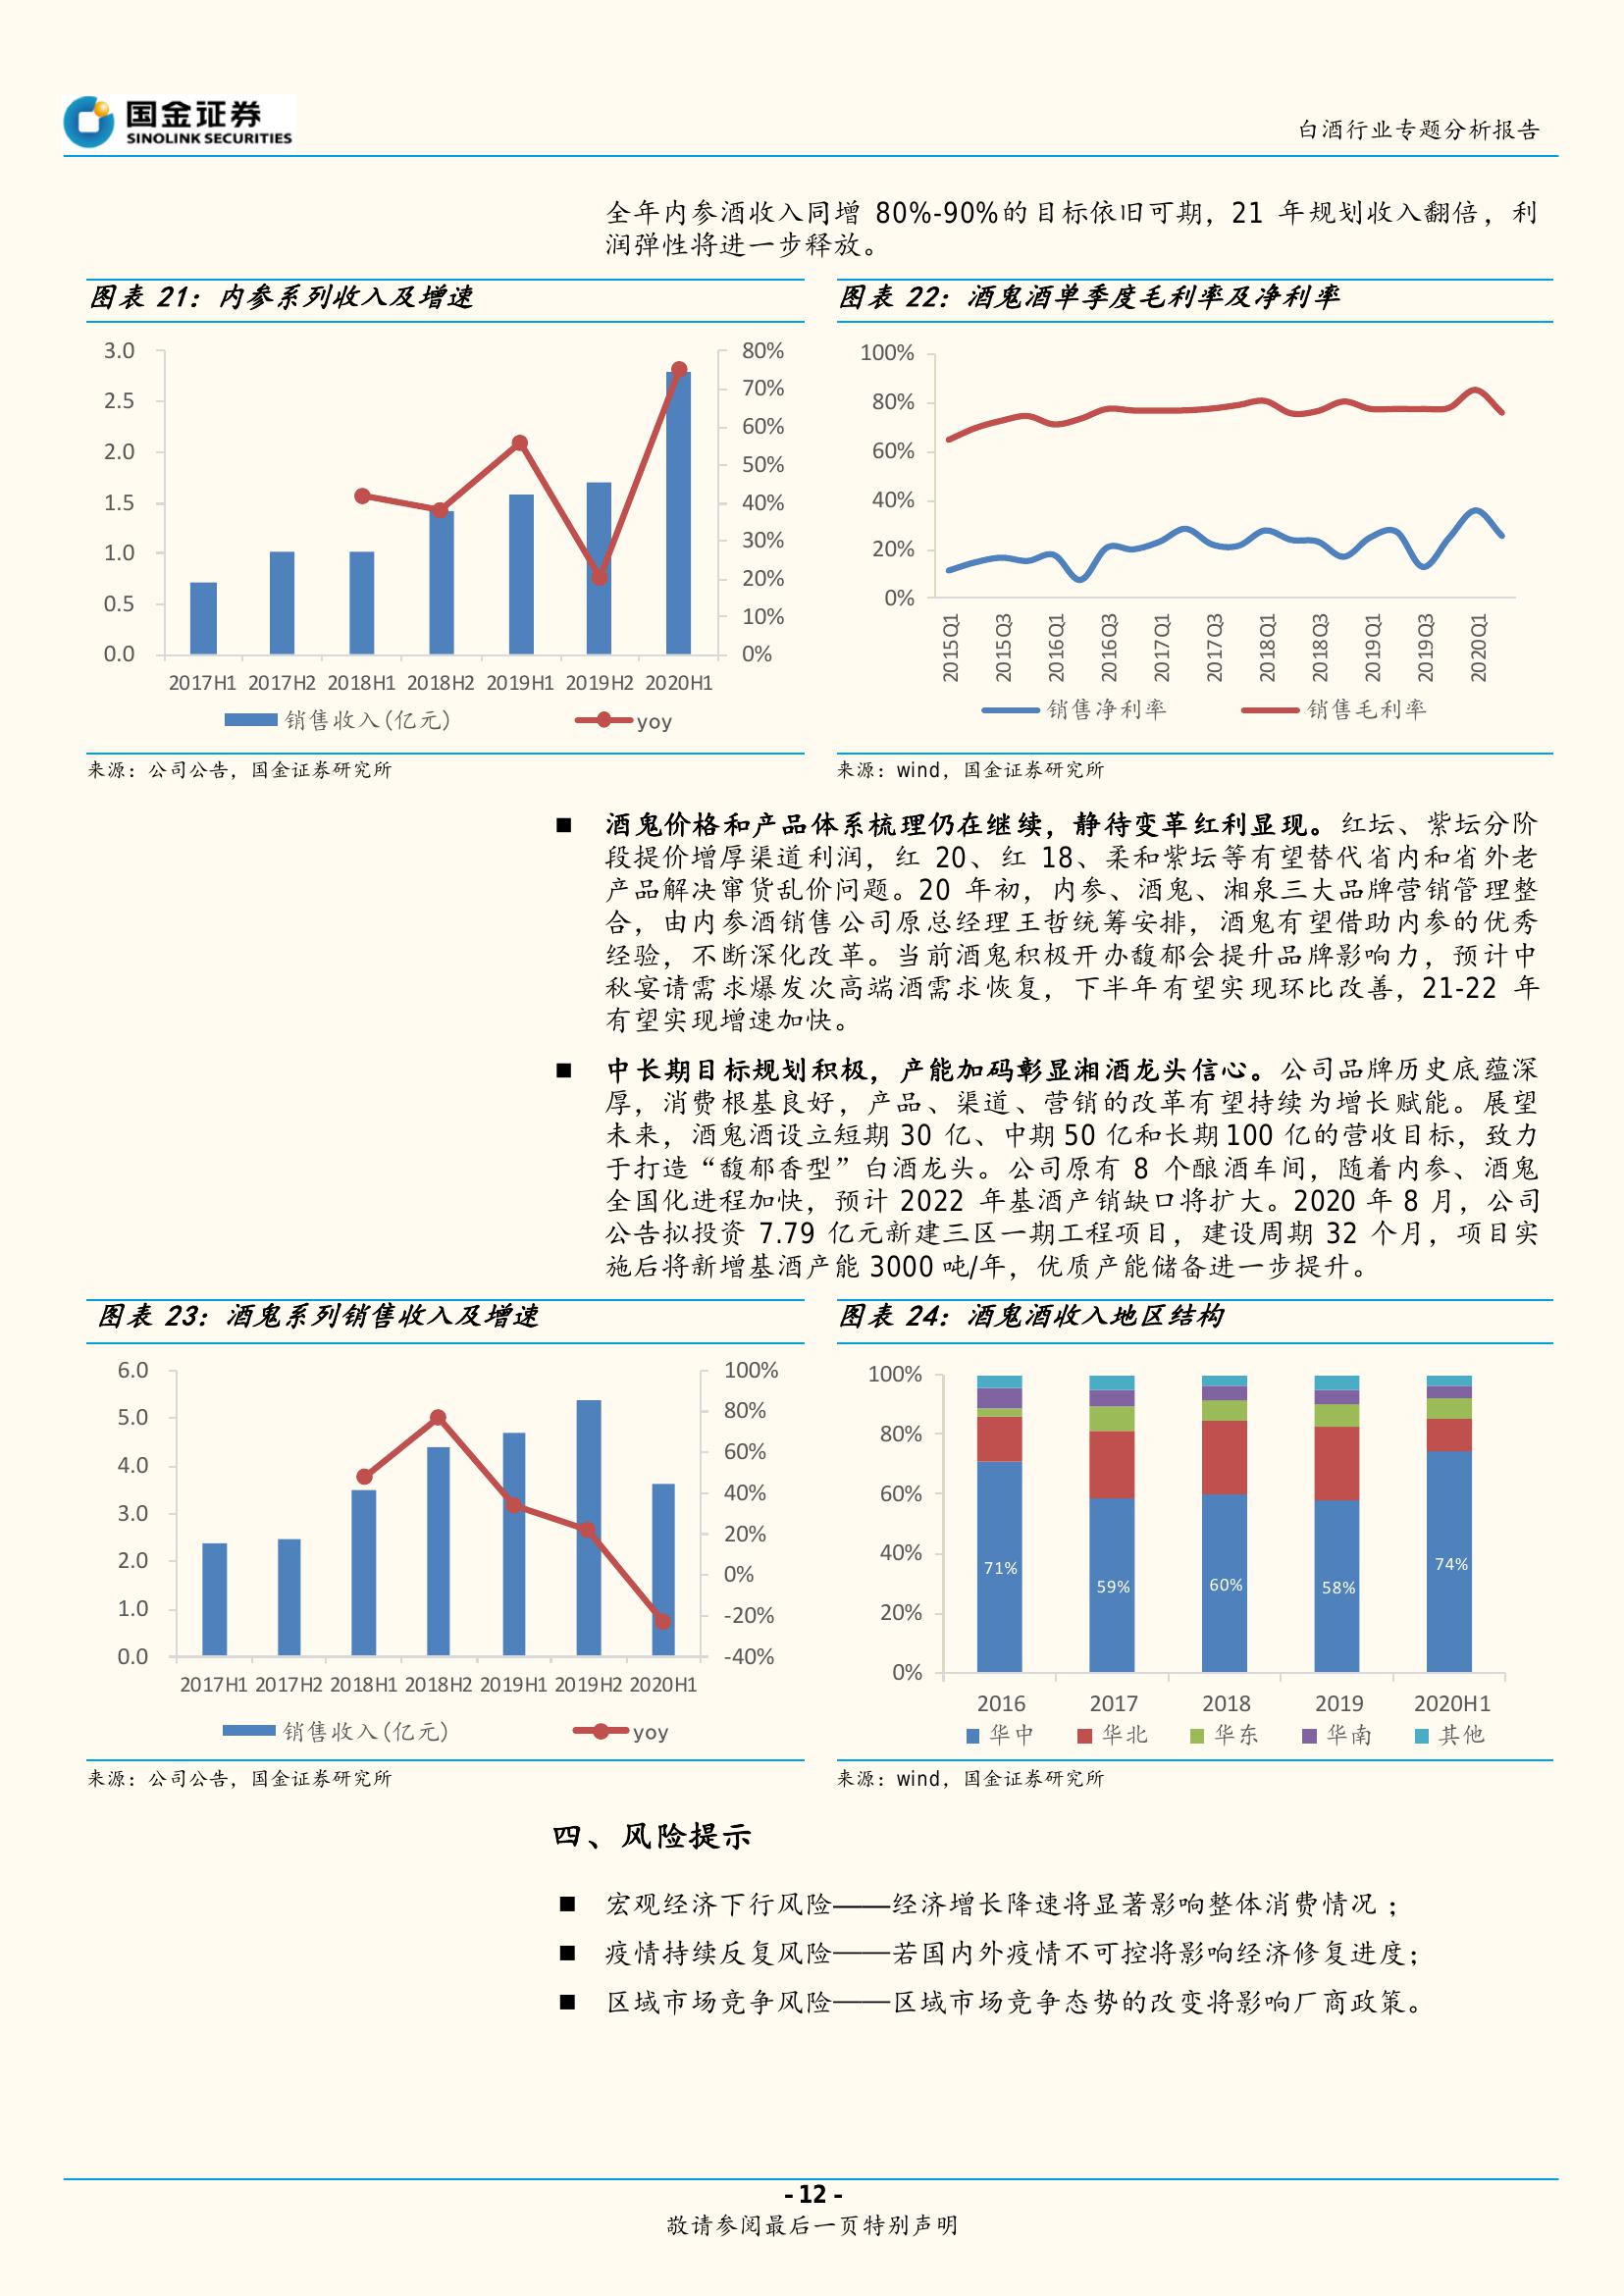 国金证券
SINOLINK SECURITIES
白酒行业专题分析报告
全年内参酒收入同增 80%-90%的目标依旧可期，21 年规划收入翻倍，利
润弹性将进一步释放。
图表 21：内参系列收入及增速
3.0
2.5
2.0
1.5
1.0
0.5
0.0
80%
70%
60%
50%
40%
30%
20%
10%
0%
2017H1 2017H2 2018H1 2018H2 2019H1 2019H2 2020H1
销售收入(亿元) yoy
来源：公司公告，国金证券研究所
图表 22：酒鬼酒单季度毛利率及净利率
100%
80%
60%
40%
20%
0%
2015Q1 2015Q3 2016Q1 2016Q3 2017Q1 2017Q3 2018Q1 2018Q3 2019Q1 2019Q3 2020Q1
销售净利率 销售毛利率
来源：wind，国金证券研究所
■ 酒鬼价格和产品体系梳理仍在继续，静待变革红利显现。红坛、紫坛分阶
段提价增厚渠道利润，红 20、红 18、柔和紫坛等有望替代省内和省外老
产品解决窜货乱价问题。20 年初，内参、酒鬼、湘泉三大品牌营销管理整
合，由内参酒销售公司原总经理王哲统筹安排，酒鬼有望借助内参的优秀
经验，不断深化改革。当前酒鬼积极开办馥郁会提升品牌影响力，预计中
秋宴请需求爆发次高端酒需求恢复，下半年有望实现环比改善，21-22 年
有望实现增速加快。
■ 中长期目标规划积极，产能加码彰显湘酒龙头信心。公司品牌历史底蕴深
厚，消费根基良好，产品、渠道、营销的改革有望持续为增长赋能。展望
未来，酒鬼酒设立短期 30 亿、中期 50 亿和长期 100 亿的营收目标，致力
于打造“馥郁香型”白酒龙头。公司原有 8 个酿酒车间，随着内参、酒鬼
全国化进程加快，预计 2022 年基酒产销缺口将扩大。2020 年 8 月，公司
公告拟投资 7.79 亿元新建三区一期工程项目，建设周期 32 个月，项目实
施后将新增基酒产能 3000 吨/年，优质产能储备进一步提升。
图表 23：酒鬼系列销售收入及增速
6.0
5.0
4.0
3.0
2.0
1.0
0.0
100%
80%
60%
40%
20%
0%
-20%
-40%
2017H1 2017H2 2018H1 2018H2 2019H1 2019H2 2020H1
销售收入(亿元) yoy
来源：公司公告，国金证券研究所
图表 24：酒鬼酒收入地区结构
100%
80%
60%
40%
20%
0%
71% 59% 60% 58% 74%
2016 2017 2018 2019 2020H1
华中 华北 华东 华南 其他
来源：wind，国金证券研究所
四、风险提示
■ 宏观经济下行风险——经济增长降速将显著影响整体消费情况；
■ 疫情持续反复风险——若国内外疫情不可控将影响经济修复进度；
■ 区域市场竞争风险——区域市场竞争态势的改变将影响厂商政策。
- 12 -
敬请参阅最后一页特别声明